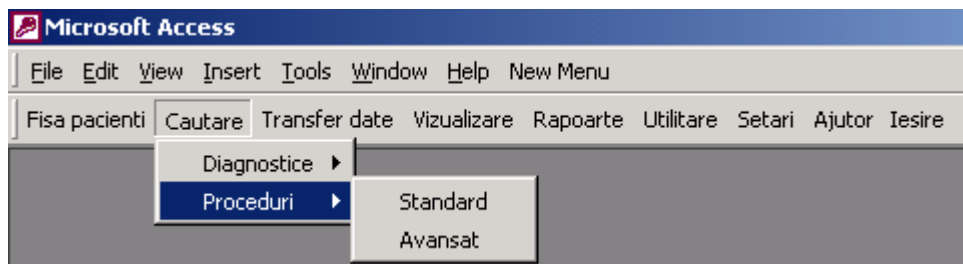 Microsoft Access
File Edit View Insert Tools Window Help New Menu
Fisa pacienti Cautare Transfer date Vizualizare Rapoarte Utilitare Setari Ajutor Iesire
Diagnostice
Proceduri
Standard
Avansat